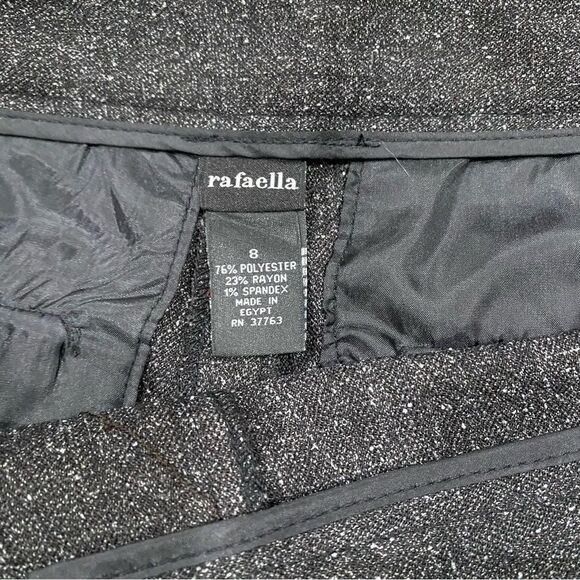 rafaella
8
76% POLYESTER
23% RAYON
1% SPANDEX
MADE IN
EGYPT
RN 37763